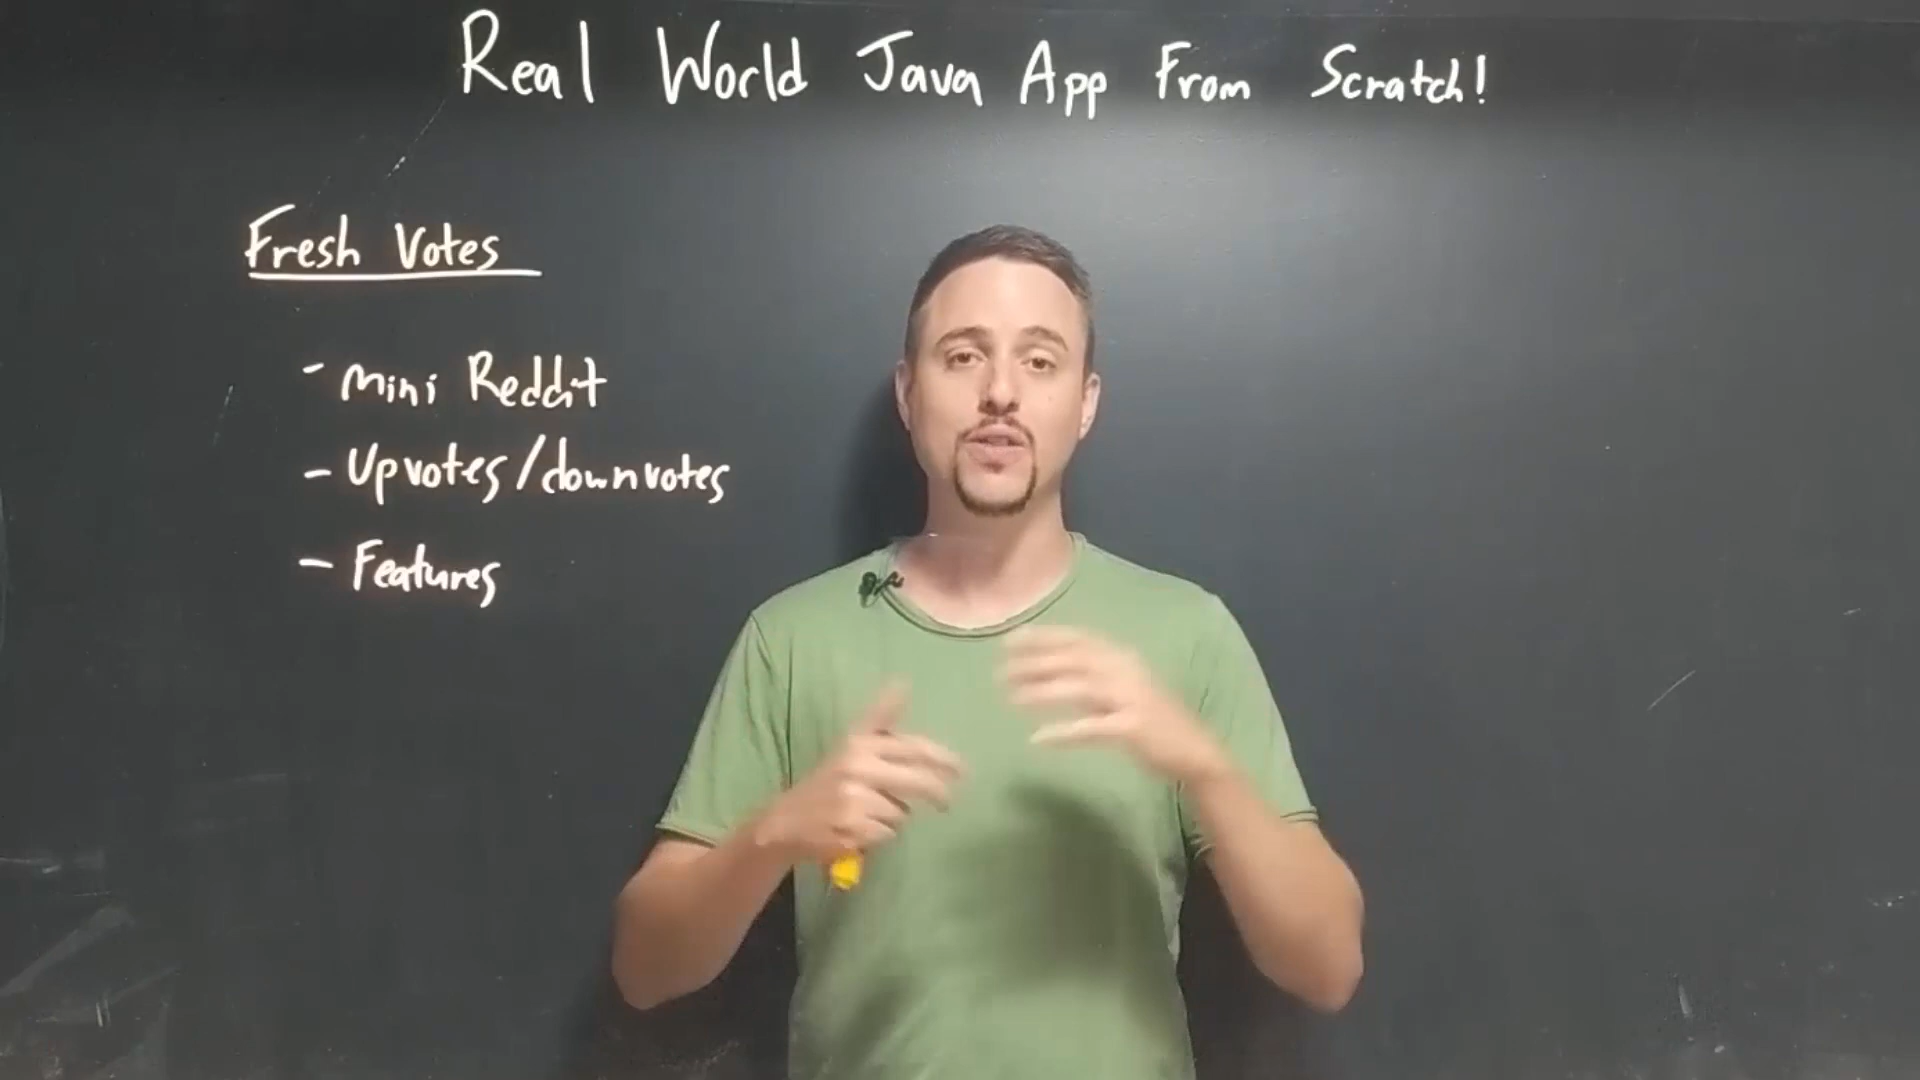 Real World Java App From Scratch!
Fresh Votes
- Mini Reddit
- Upvotes/downvotes
- Features